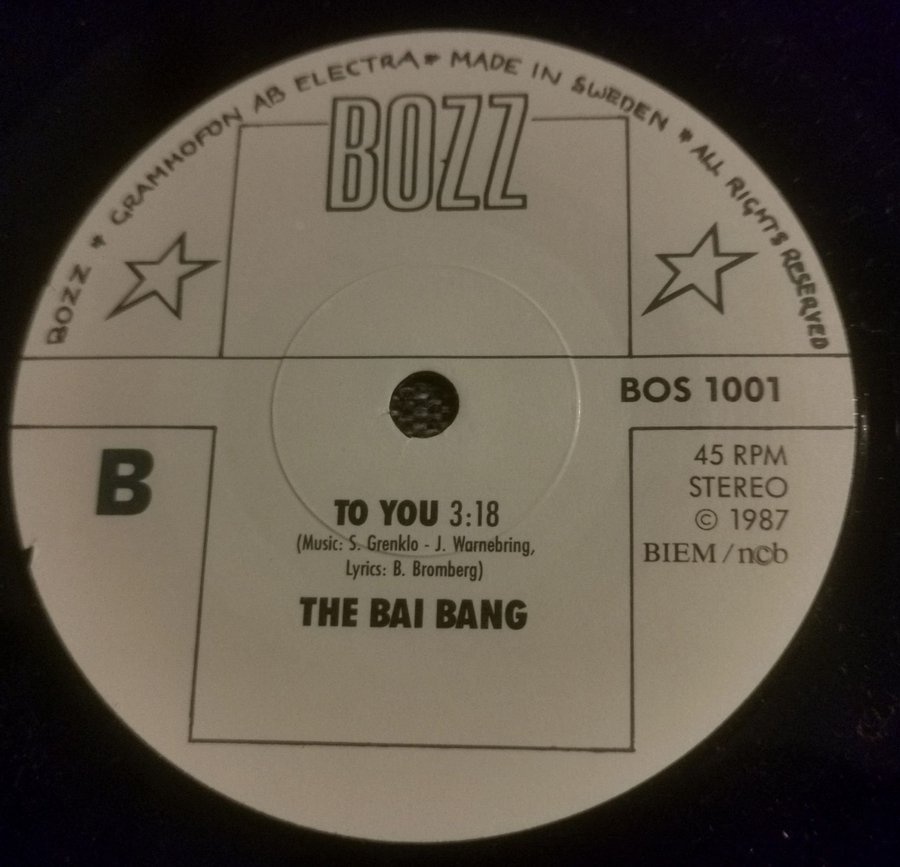 BOZZ * GRAMMOFON AB ELECTRA * MADE IN SWEDEN * ALL RIGHTS RESERVED
BOZZ
BOS 1001
B
45 RPM
STEREO
© 1987
BIEM/ncb
TO YOU 3:18
(Music: S. Grenklo - J. Warnebring,
Lyrics: B. Bromberg)
THE BAI BANG